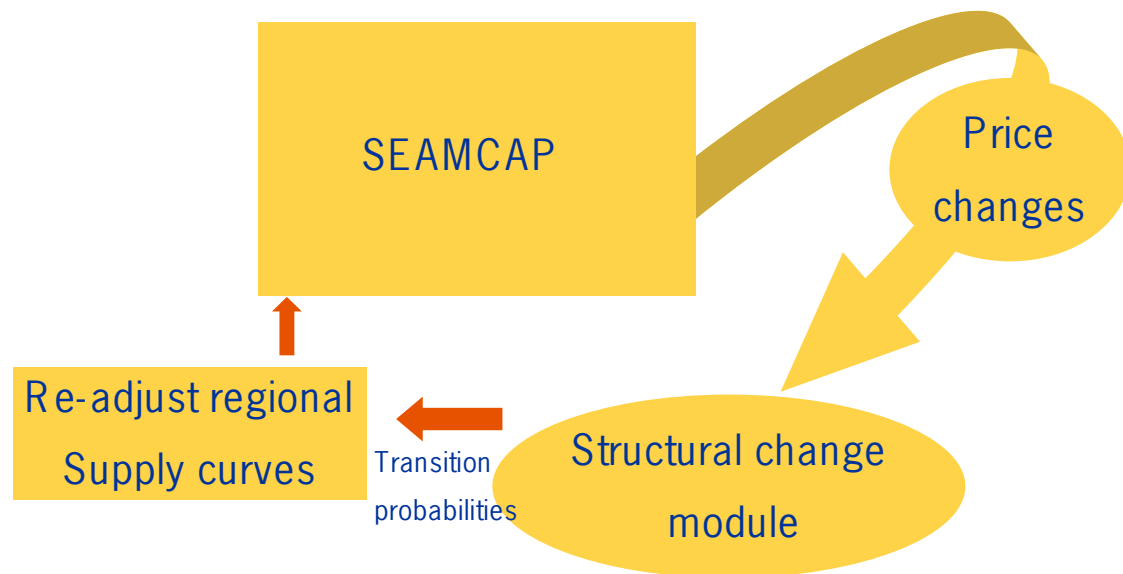 SEAMCAP
Price
changes
Re-adjust regional
Supply curves
Transition
probabilities
Structural change
module